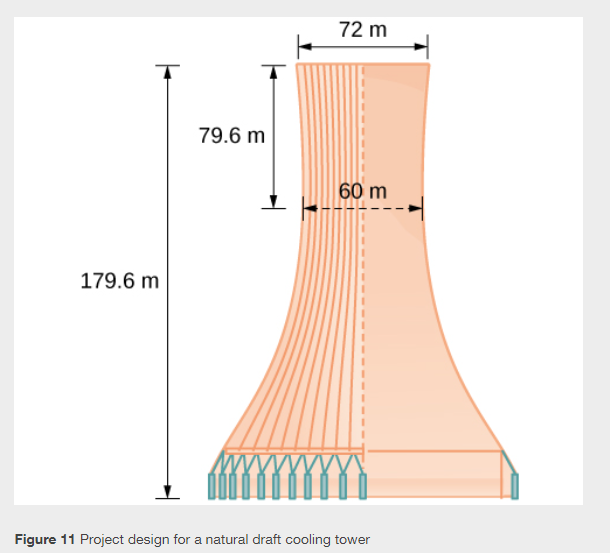 72 m
79.6 m
60 m
179.6 m
Figure 11 Project design for a natural draft cooling tower